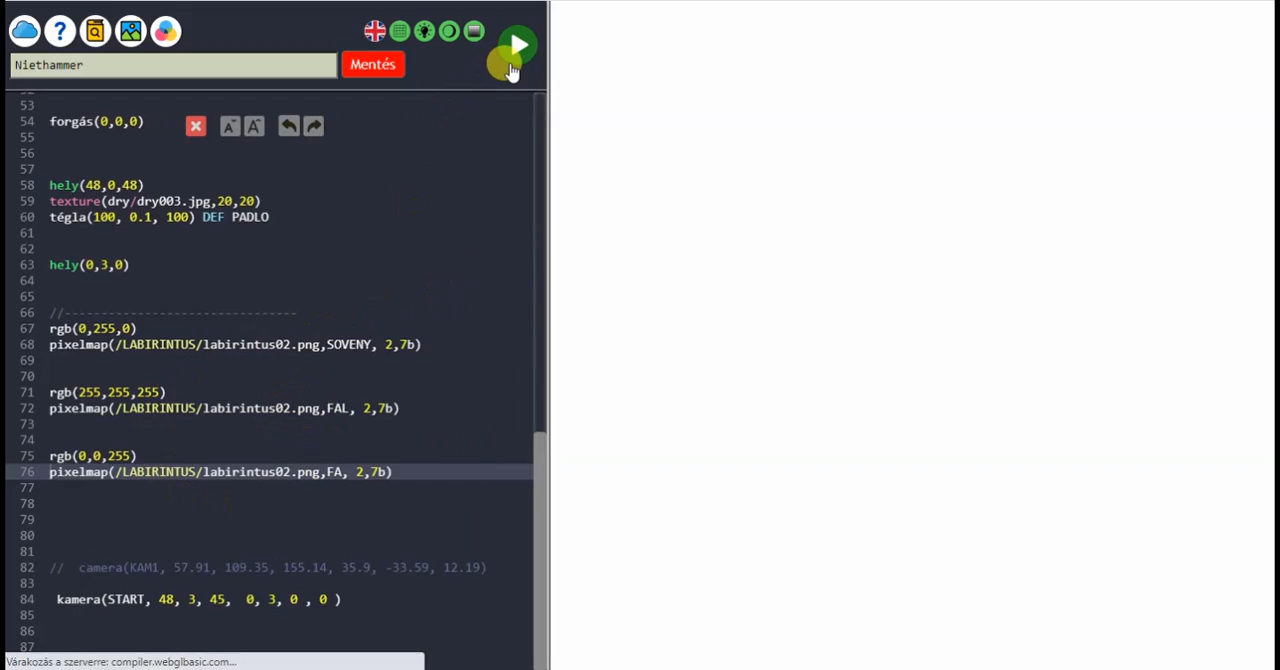 ?
Niethammer
Mentés
53
54 forgás(0,0,0)
A A
55
56
57
58 hely(48,0,48)
59 texture(dry/dry003.jpg,20,20)
60 tégla(100, 0.1, 100) DEF PADLO
61
62
63 hely(0,3,0)
64
65
66 //-------------------------------
67 rgb(0,255,0)
68 pixelmap(/LABIRINTUS/labirintus02.png,SOVENY, 2,7b)
69
70
71 rgb(255,255,255)
72 pixelmap(/LABIRINTUS/labirintus02.png,FAL, 2,7b)
73
74
75 rgb(0,0,255)
76 pixelmap(/LABIRINTUS/labirintus02.png,FA, 2,7b)
77
78
79
80
81
82 //  camera(KAM1, 57.91, 109.35, 155.14, 35.9, -33.59, 12.19)
83
84 kamera(START, 48, 3, 45,  0, 3, 0 , 0 )
85
86
87
Várakozás a szerverre: compiler.webglbasic.com...